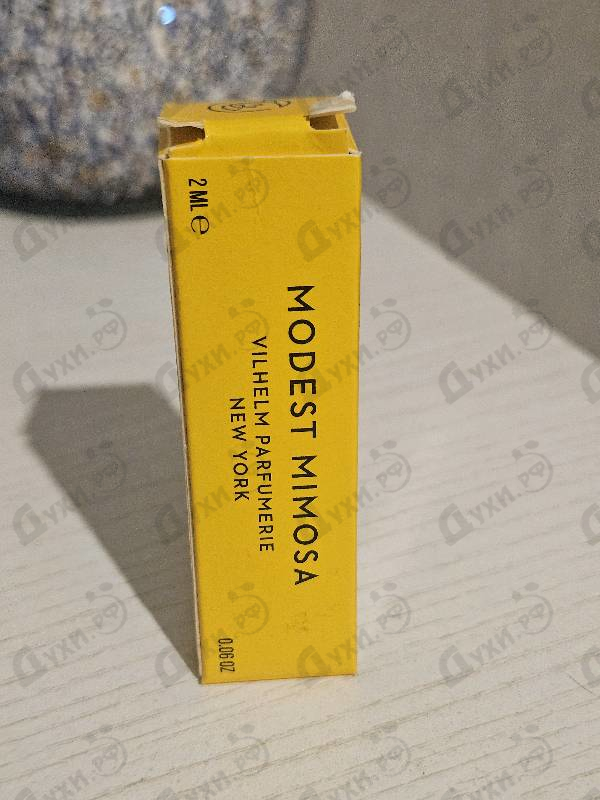 2 ML ℮
MODEST MIMOSA
VILHELM PARFUMERIE
NEW YORK
0.06 OZ
Духи.рф